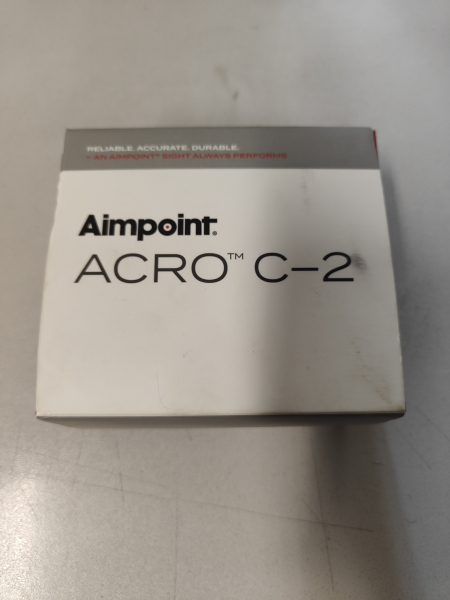 RELIABLE. ACCURATE. DURABLE.
- AN AIMPOINT® SIGHT ALWAYS PERFORMS
Aimpoint®
ACRO™ C-2